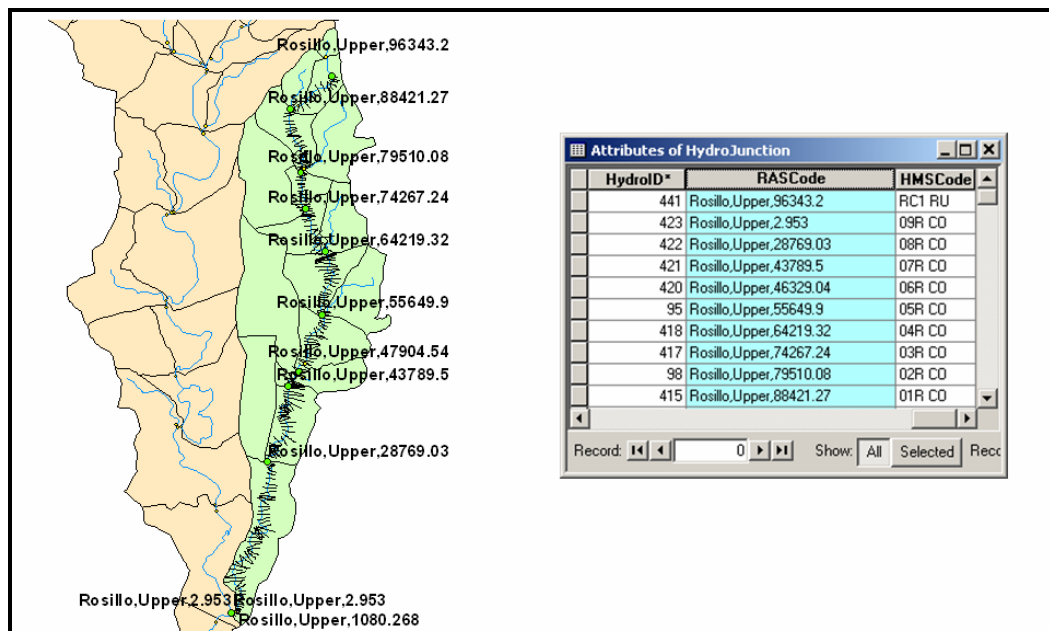 Rosillo,Upper,96343.2
Rosillo,Upper,88421.27
Rosillo,Upper,79510.08
Rosillo,Upper,74267.24
Rosillo,Upper,64219.32
Rosillo,Upper,55649.9
Rosillo,Upper,47904.54
Rosillo,Upper,43789.5
Rosillo,Upper,28769.03
Rosillo,Upper,2.953 Rosillo,Upper,2.953
Rosillo,Upper,1080.268
Attributes of HydroJunction
HydroID* RASCode HMSCode
441 Rosillo,Upper,96343.2 RC1 RU
423 Rosillo,Upper,2.953 09R CO
422 Rosillo,Upper,28769.03 08R CO
421 Rosillo,Upper,43789.5 07R CO
420 Rosillo,Upper,46329.04 06R CO
95 Rosillo,Upper,55649.9 05R CO
418 Rosillo,Upper,64219.32 04R CO
417 Rosillo,Upper,74267.24 03R CO
98 Rosillo,Upper,79510.08 02R CO
415 Rosillo,Upper,88421.27 01R CO
Record: 0 Show: All Selected Recc